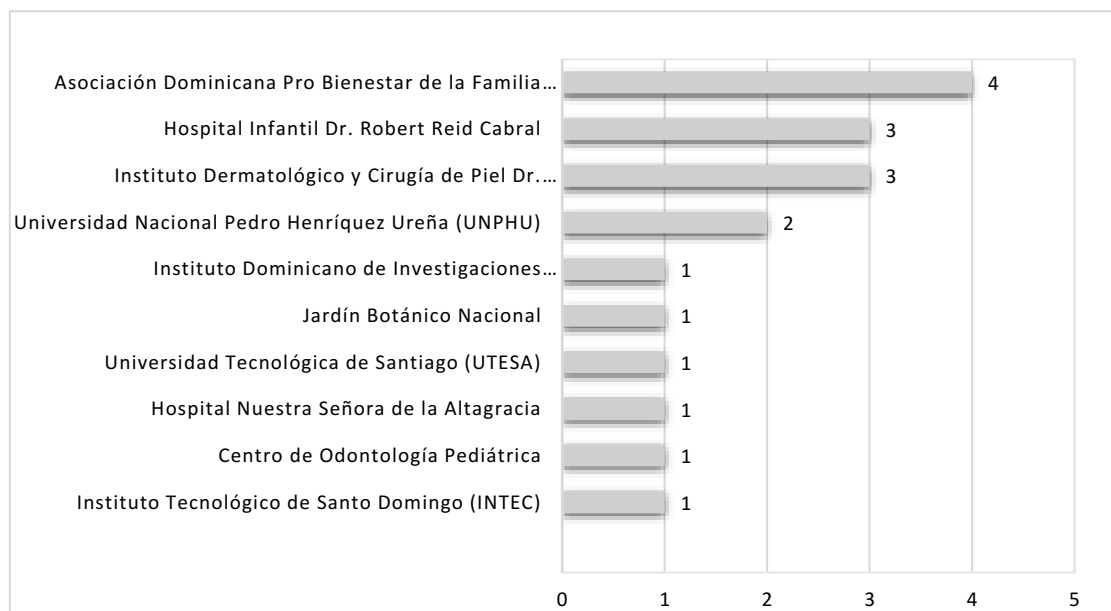 Asociación Dominicana Pro Bienestar de la Familia... 4
Hospital Infantil Dr. Robert Reid Cabral 3
Instituto Dermatológico y Cirugía de Piel Dr.... 3
Universidad Nacional Pedro Henríquez Ureña (UNPHU) 2
Instituto Dominicano de Investigaciones... 1
Jardín Botánico Nacional 1
Universidad Tecnológica de Santiago (UTESA) 1
Hospital Nuestra Señora de la Altagracia 1
Centro de Odontología Pediátrica 1
Instituto Tecnológico de Santo Domingo (INTEC) 1
0 1 2 3 4 5